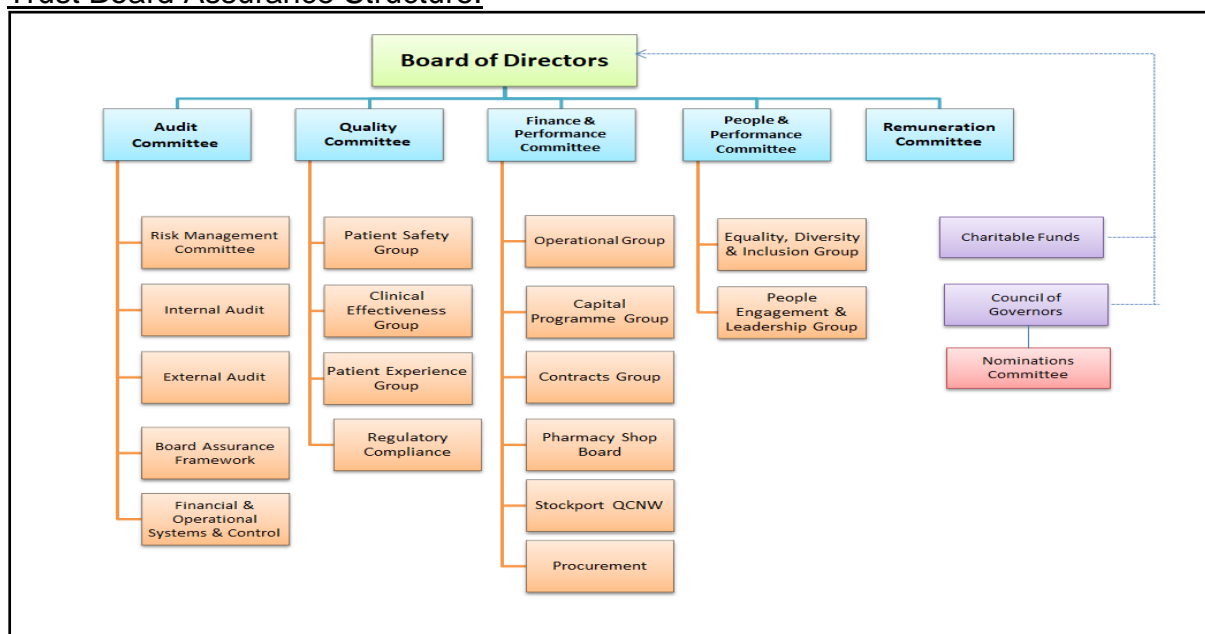 Trust Board Assurance Structure:
Board of Directors
Audit
Committee
Quality
Committee
Finance &
Performance
Committee
People &
Performance
Committee
Remuneration
Committee
Risk Management
Committee
Internal Audit
External Audit
Board Assurance
Framework
Financial &
Operational
Systems & Control
Patient Safety
Group
Clinical
Effectiveness
Group
Patient Experience
Group
Regulatory
Compliance
Operational Group
Capital
Programme Group
Contracts Group
Pharmacy Shop
Board
Stockport QCNW
Procurement
Equality, Diversity
& Inclusion Group
People
Engagement &
Leadership Group
Charitable Funds
Council of
Governors
Nominations
Committee